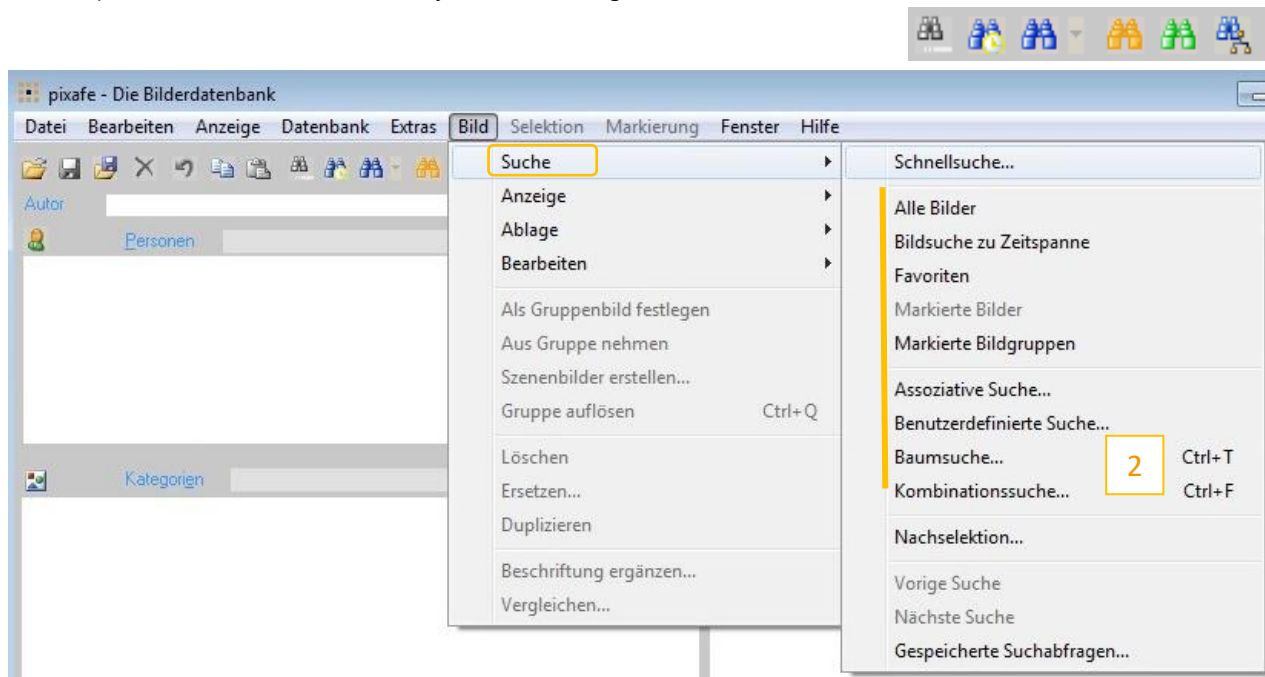 pixafe - Die Bilderdatenbank
Datei Bearbeiten Anzeige Datenbank Extras Bild Selektion Markierung Fenster Hilfe
Autor
Personen
Kategorien
Suche
Anzeige
Ablage
Bearbeiten
Als Gruppenbild festlegen
Aus Gruppe nehmen
Szenenbilder erstellen...
Gruppe auflösen Ctrl+Q
Löschen
Ersetzen...
Duplizieren
Beschriftung ergänzen...
Vergleichen...
Schnellsuche...
Alle Bilder
Bildsuche zu Zeitspanne
Favoriten
Markierte Bilder
Markierte Bildgruppen
Assoziative Suche...
Benutzerdefinierte Suche...
Baumsuche... Ctrl+T
2
Kombinationssuche... Ctrl+F
Nachselektion...
Vorige Suche
Nächste Suche
Gespeicherte Suchabfragen...